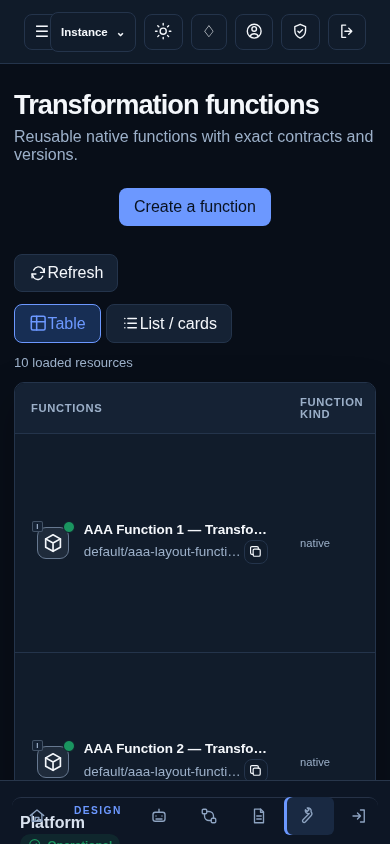 Instance
Transformation functions
Reusable native functions with exact contracts and
versions.
Create a function
Refresh
Table
List / cards
10 loaded resources
FUNCTIONS
FUNCTION
KIND
I
AAA Function 1 — Transfo…
default/aaa-layout-functi…
native
I
AAA Function 2 — Transfo…
default/aaa-layout-functi…
native
DESIGN
Platform
Operational